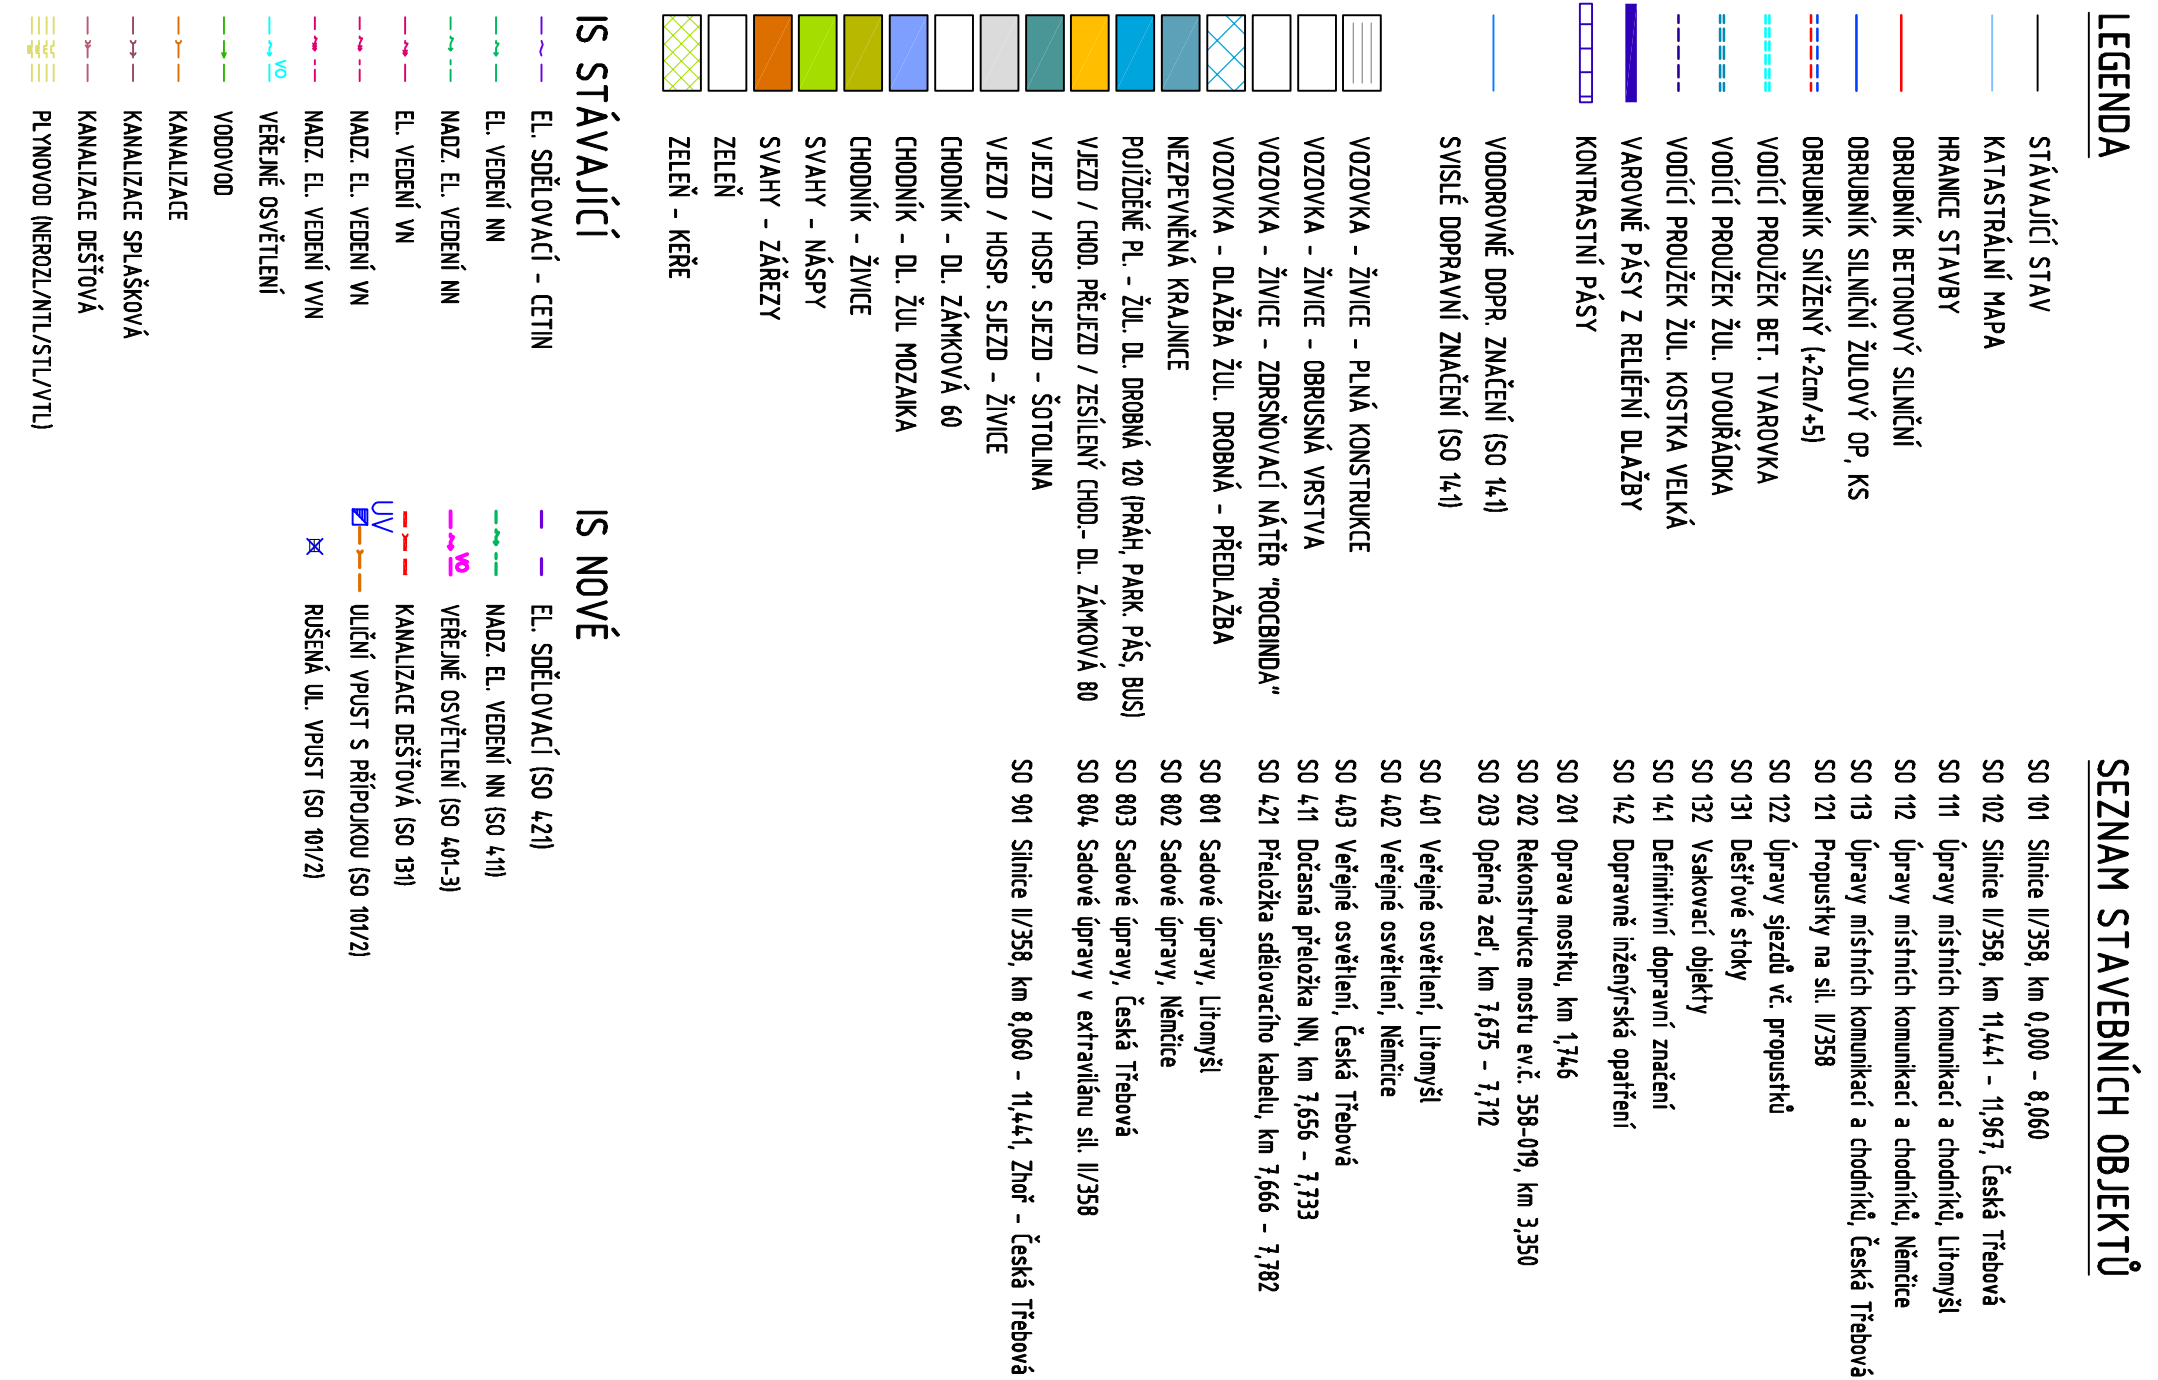 LEGENDA
STÁVAJÍCÍ STAV
KATASTRÁLNÍ MAPA
HRANICE STAVBY
OBRUBNÍK BETONOVÝ SILNIČNÍ
OBRUBNÍK SILNIČNÍ ŽULOVÝ OP, KS
OBRUBNÍK SNÍŽENÝ (+2cm/+5)
VODÍCÍ PROUŽEK BET. TVAROVKA
VODÍCÍ PROUŽEK ŽUL. DVOUŘÁDKA
VODÍCÍ PROUŽEK ŽUL. KOSTKA VELKÁ
VAROVNÉ PÁSY Z RELIÉFNÍ DLAŽBY
KONTRASTNÍ PÁSY
VODOROVNÉ DOPR. ZNAČENÍ (SO 141)
SVISLÉ DOPRAVNÍ ZNAČENÍ (SO 141)
VOZOVKA - ŽIVICE - PLNÁ KONSTRUKCE
VOZOVKA - ŽIVICE - OBRUSNÁ VRSTVA
VOZOVKA - ŽIVICE - ZDRSŇOVACÍ NÁTĚR "ROCBINDA"
VOZOVKA - DLAŽBA ŽUL. DROBNÁ - PŘEDLAŽBA
NEZPEVNĚNÁ KRAJNICE
POJÍŽDĚNÉ PL. - ŽUL. DL. DROBNÁ 120 (PRÁH, PARK. PÁS, BUS)
VJEZD / CHOD. PŘEJEZD / ZESÍLENÝ CHOD.- DL. ZÁMKOVÁ 80
VJEZD / HOSP. SJEZD - ŠOTOLINA
VJEZD / HOSP. SJEZD - ŽIVICE
CHODNÍK - DL. ZÁMKOVÁ 60
CHODNÍK - DL. ŽUL MOZAIKA
CHODNÍK - ŽIVICE
SVAHY - NÁSPY
SVAHY - ZÁŘEZY
ZELEŇ
ZELEŇ - KEŘE
IS STÁVAJÍCÍ
EL. SDĚLOVACÍ - CETIN
EL. VEDENÍ NN
NADZ. EL. VEDENÍ NN
EL. VEDENÍ VN
NADZ. EL. VEDENÍ VN
NADZ. EL. VEDENÍ VVN
VO VEŘEJNÉ OSVĚTLENÍ
VODOVOD
KANALIZACE
KANALIZACE SPLAŠKOVÁ
KANALIZACE DEŠŤOVÁ
PLYNOVOD (NEROZL/NTL/STL/VTL)
IS NOVÉ
EL. SDĚLOVACÍ (SO 421)
NADZ. EL. VEDENÍ NN (SO 411)
VO VEŘEJNÉ OSVĚTLENÍ (SO 401-3)
KANALIZACE DEŠŤOVÁ (SO 131)
UV ULIČNÍ VPUST S PŘÍPOJKOU (SO 101/2)
RUŠENÁ UL. VPUST (SO 101/2)
SEZNAM STAVEBNÍCH OBJEKTŮ
SO 101 Silnice II/358, km 0,000 - 8,060
SO 102 Silnice II/358, km 11,441 - 11,967, Česká Třebová
SO 111 Úpravy místních komunikací a chodníků, Litomyšl
SO 112 Úpravy místních komunikací a chodníků, Němčice
SO 113 Úpravy místních komunikací a chodníků, Česká Třebová
SO 121 Propustky na sil. II/358
SO 122 Úpravy sjezdů vč. propustků
SO 131 Dešťové stoky
SO 132 Vsakovací objekty
SO 141 Definitivní dopravní značení
SO 142 Dopravně inženýrská opatření
SO 201 Oprava mostku, km 1,746
SO 202 Rekonstrukce mostu ev.č. 358-019, km 3,350
SO 203 Opěrná zeď, km 7,675 - 7,712
SO 401 Veřejné osvětlení, Litomyšl
SO 402 Veřejné osvětlení, Němčice
SO 403 Veřejné osvětlení, Česká Třebová
SO 411 Dočasná přeložka NN, km 7,656 - 7,733
SO 421 Přeložka sdělovacího kabelu, km 7,666 - 7,782
SO 801 Sadové úpravy, Litomyšl
SO 802 Sadové úpravy, Němčice
SO 803 Sadové úpravy, Česká Třebová
SO 804 Sadové úpravy v extravilánu sil. II/358
SO 901 Silnice II/358, km 8,060 - 11,441, Zhoř - Česká Třebová